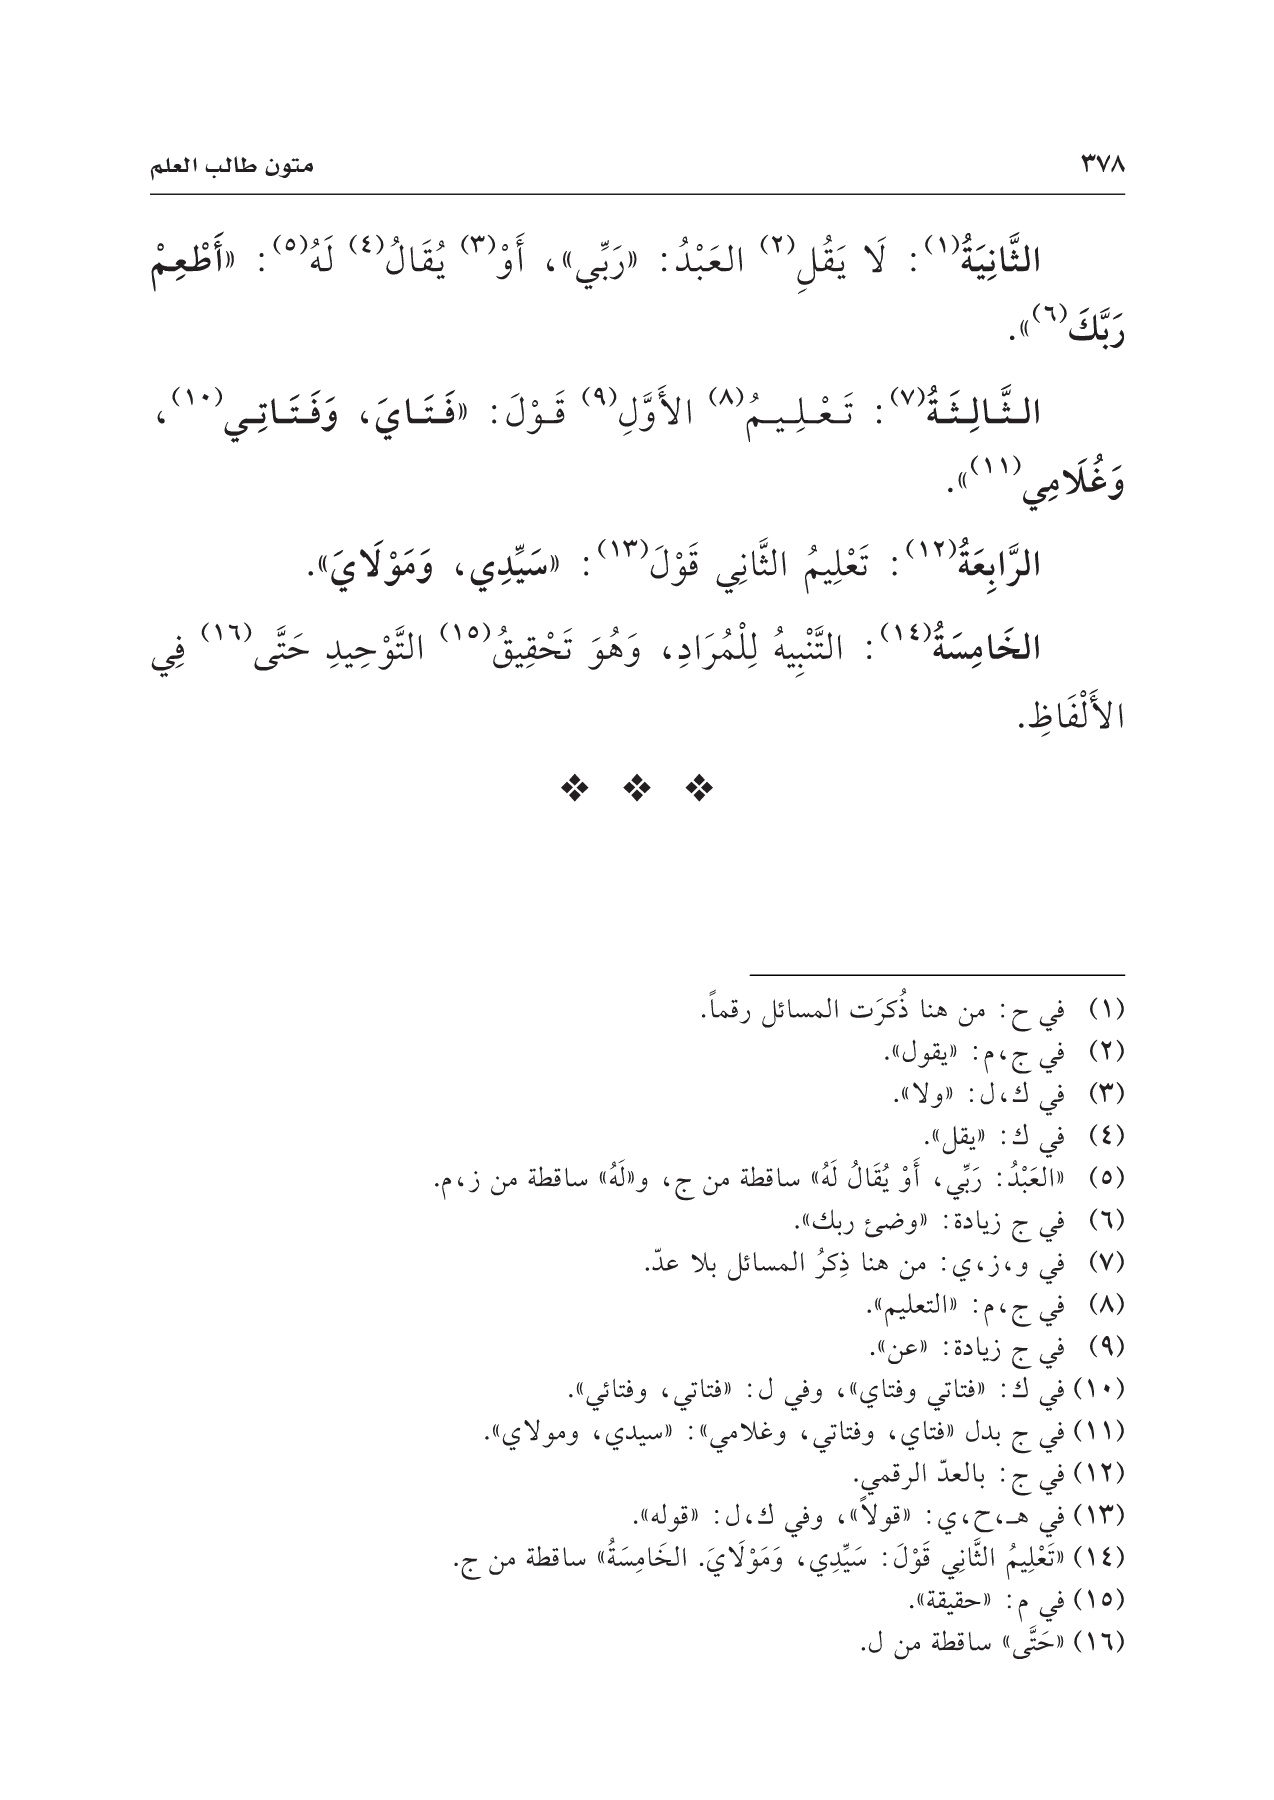 ٣٧٨ متون طالب العلم
الثَّانِيَةُ(١): لَا يَقُلِ(٢) العَبْدُ: «رَبِّي»، أَوْ(٣) يُقَالُ(٤) لَهُ(٥): «أَطْعِمْ
رَبَّكَ(٦)».
الثَّالِثَةُ(٧): تَعْلِيمُ(٨) الأَوَّلِ(٩) قَوْلَ: «فَتَايَ، وَفَتَاتِي(١٠)،
وَغُلَامِي(١١)».
الرَّابِعَةُ(١٢): تَعْلِيمُ الثَّانِي قَوْلَ(١٣): «سَيِّدِي، وَمَوْلَايَ».
الخَامِسَةُ(١٤): التَّنْبِيهُ لِلْمُرَادِ، وَهُوَ تَحْقِيقُ(١٥) التَّوْحِيدِ حَتَّى(١٦) فِي
الأَلْفَاظِ.
(١) في ح: من هنا ذُكرَت المسائل رقماً.
(٢) في ج،م: «يقول».
(٣) في ك،ل: «ولا».
(٤) في ك: «يقل».
(٥) «العَبْدُ: رَبِّي، أَوْ يُقَالُ لَهُ» ساقطة من ج، و«لَهُ» ساقطة من ز،م.
(٦) في ج زيادة: «وضئ ربك».
(٧) في و،ز،ي: من هنا ذِكرُ المسائل بلا عدّ.
(٨) في ج،م: «التعليم».
(٩) في ج زيادة: «عن».
(١٠) في ك: «فتاتي وفتاي»، وفي ل: «فتاتي، وفتائي».
(١١) في ج بدل «فتاي، وفتاتي، وغلامي»: «سيدي، ومولاي».
(١٢) في ج: بالعدّ الرقمي.
(١٣) في هـ،ح،ي: «قولاً»، وفي ك،ل: «قوله».
(١٤) «تَعْلِيمُ الثَّانِي قَوْلَ: سَيِّدِي، وَمَوْلَايَ. الخَامِسَةُ» ساقطة من ج.
(١٥) في م: «حقيقة».
(١٦) «حَتَّى» ساقطة من ل.